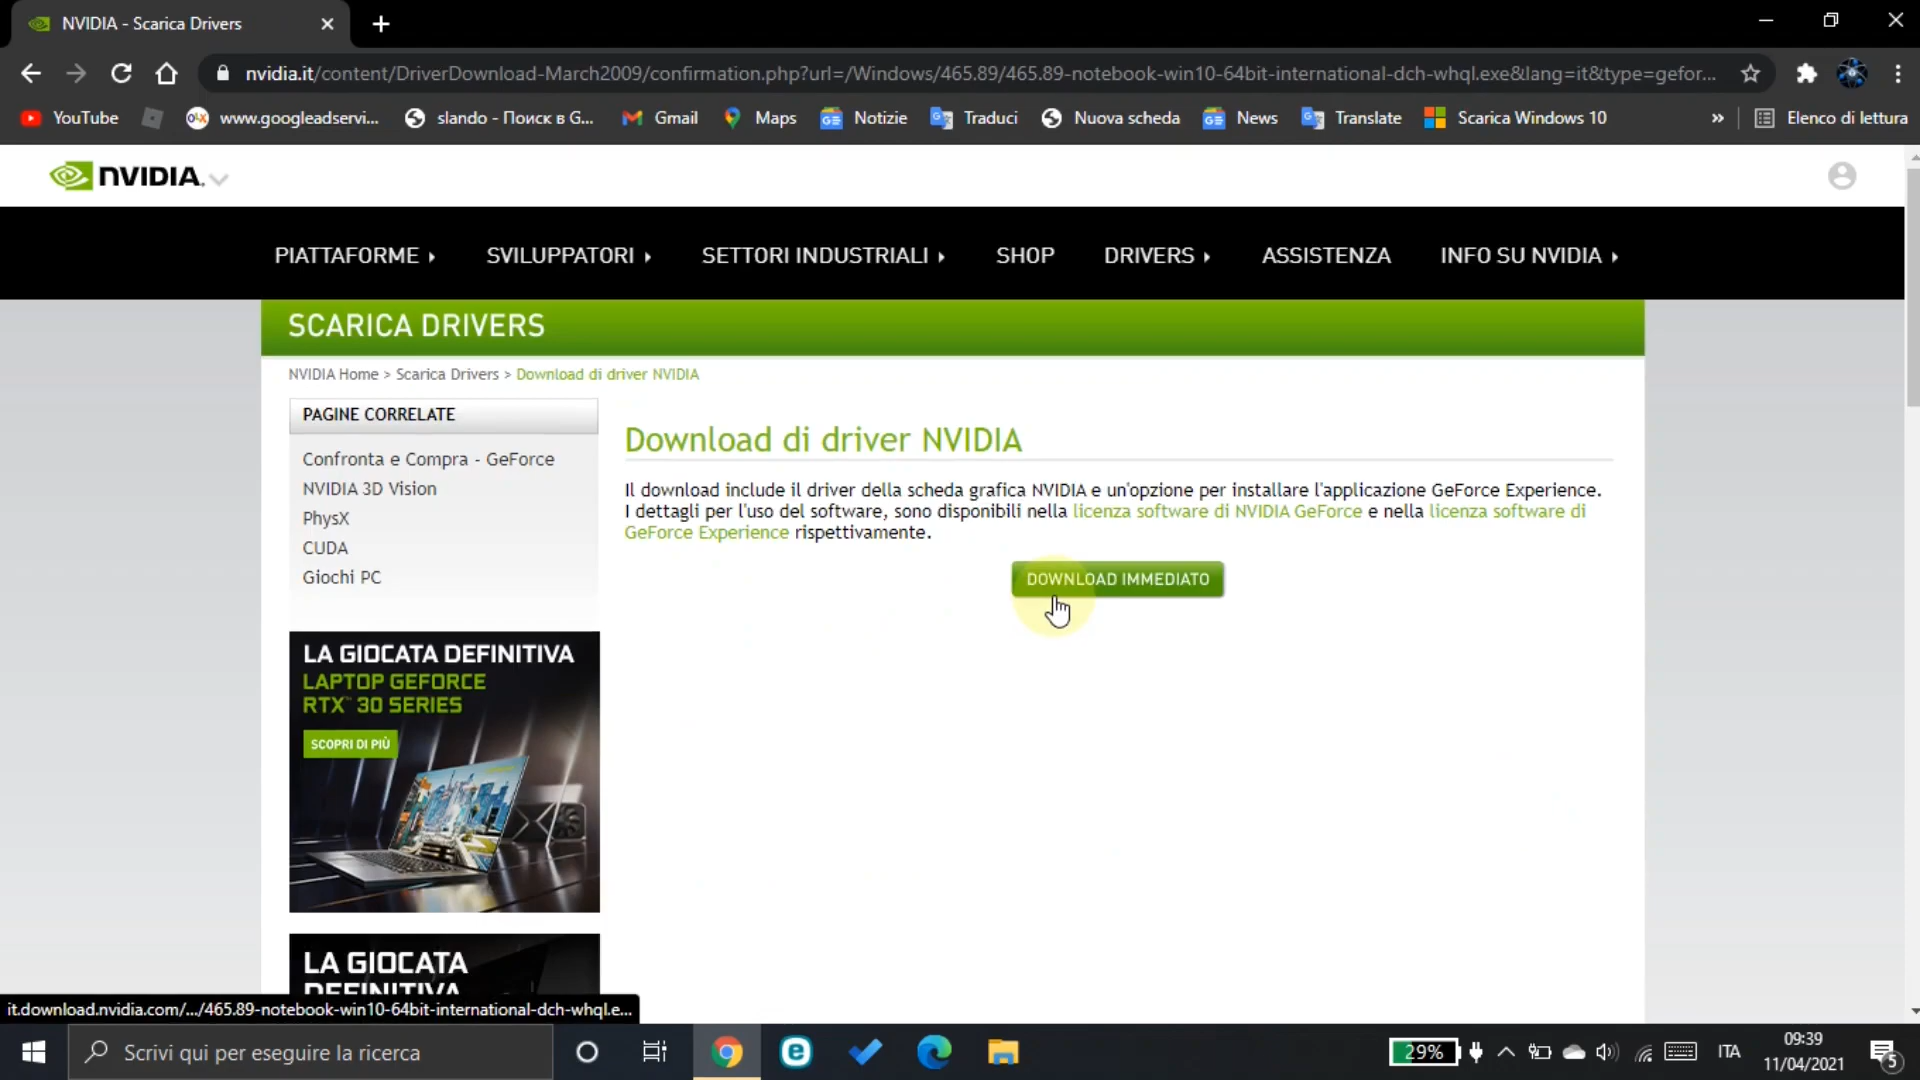 NVIDIA - Scarica Drivers
nvidia.it/content/DriverDownload-March2009/confirmation.php?url=/Windows/465.89/465.89-notebook-win10-64bit-international-dch-whql.exe&lang=it&type=gefor...
YouTube www.googleadservi... slando - Поиск в G... Gmail Maps Notizie Traduci Nuova scheda News Translate Scarica Windows 10 » Elenco di lettura
NVIDIA.
PIATTAFORME SVILUPPATORI SETTORI INDUSTRIALI SHOP DRIVERS ASSISTENZA INFO SU NVIDIA
SCARICA DRIVERS
NVIDIA Home > Scarica Drivers > Download di driver NVIDIA
PAGINE CORRELATE
Confronta e Compra - GeForce
NVIDIA 3D Vision
PhysX
CUDA
Giochi PC
Download di driver NVIDIA
Il download include il driver della scheda grafica NVIDIA e un'opzione per installare l'applicazione GeForce Experience.
I dettagli per l'uso del software, sono disponibili nella licenza software di NVIDIA GeForce e nella licenza software di
GeForce Experience rispettivamente.
DOWNLOAD IMMEDIATO
LA GIOCATA DEFINITIVA
LAPTOP GEFORCE
RTX™ 30 SERIES
SCOPRI DI PIÙ
LA GIOCATA
DEFINITIVA
it.download.nvidia.com/.../465.89-notebook-win10-64bit-international-dch-whql.e...
Scrivi qui per eseguire la ricerca
29%
ITA
09:39
11/04/2021
5